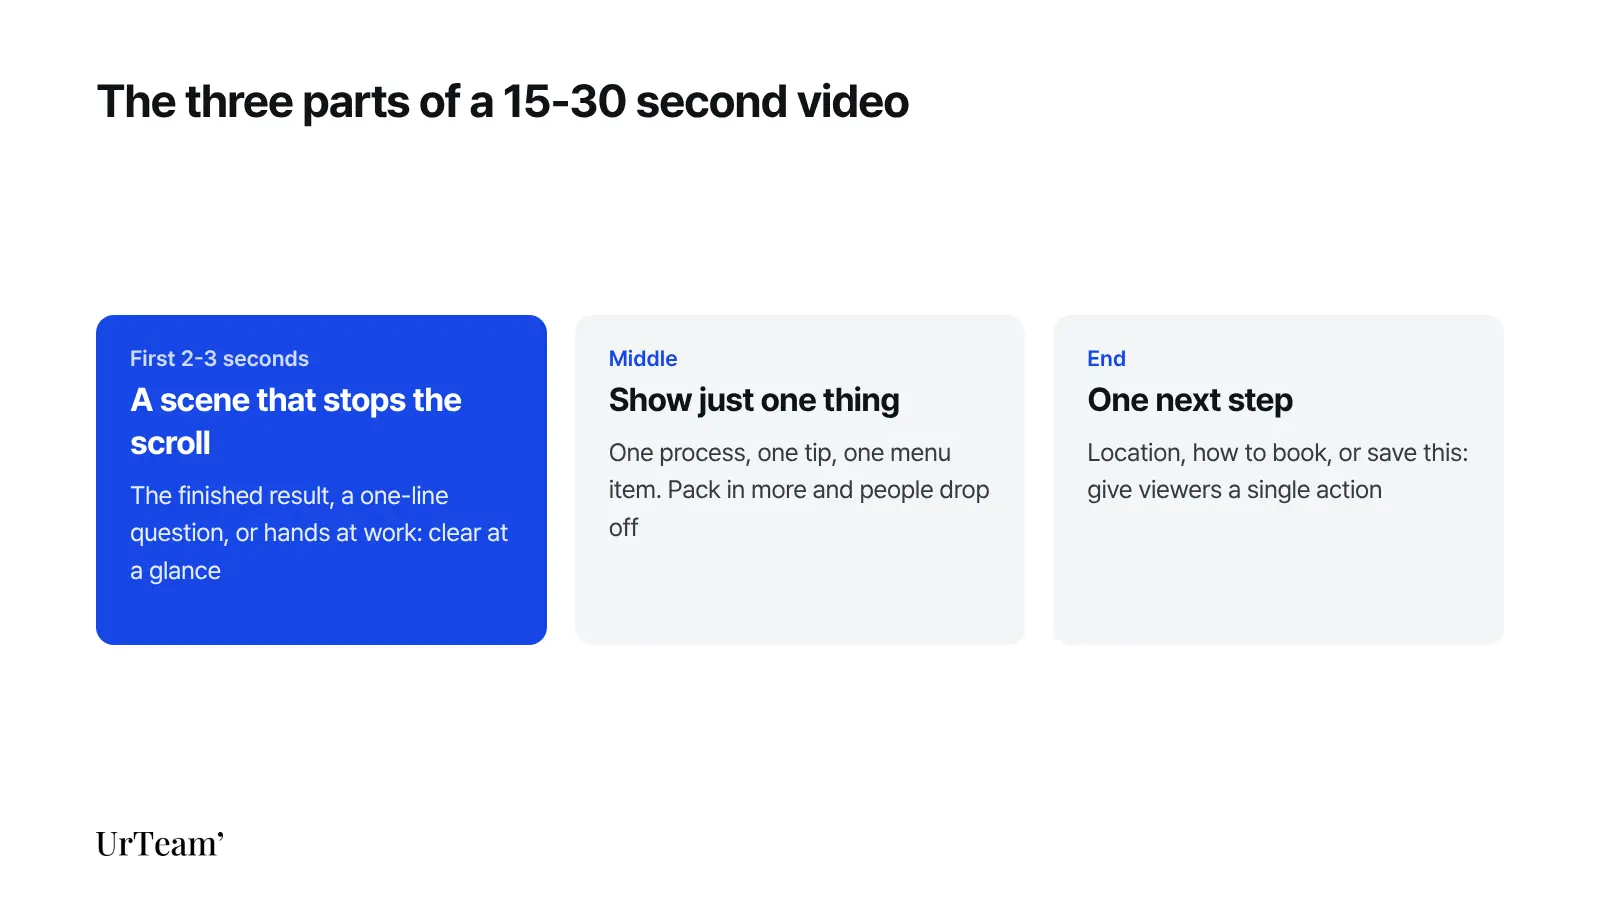 The three parts of a 15-30 second video
First 2-3 seconds
A scene that stops the
scroll
The finished result, a one-line
question, or hands at work: clear at
a glance
Middle
Show just one thing
One process, one tip, one menu
item. Pack in more and people drop
off
End
One next step
Location, how to book, or save this:
give viewers a single action
UrTeam’